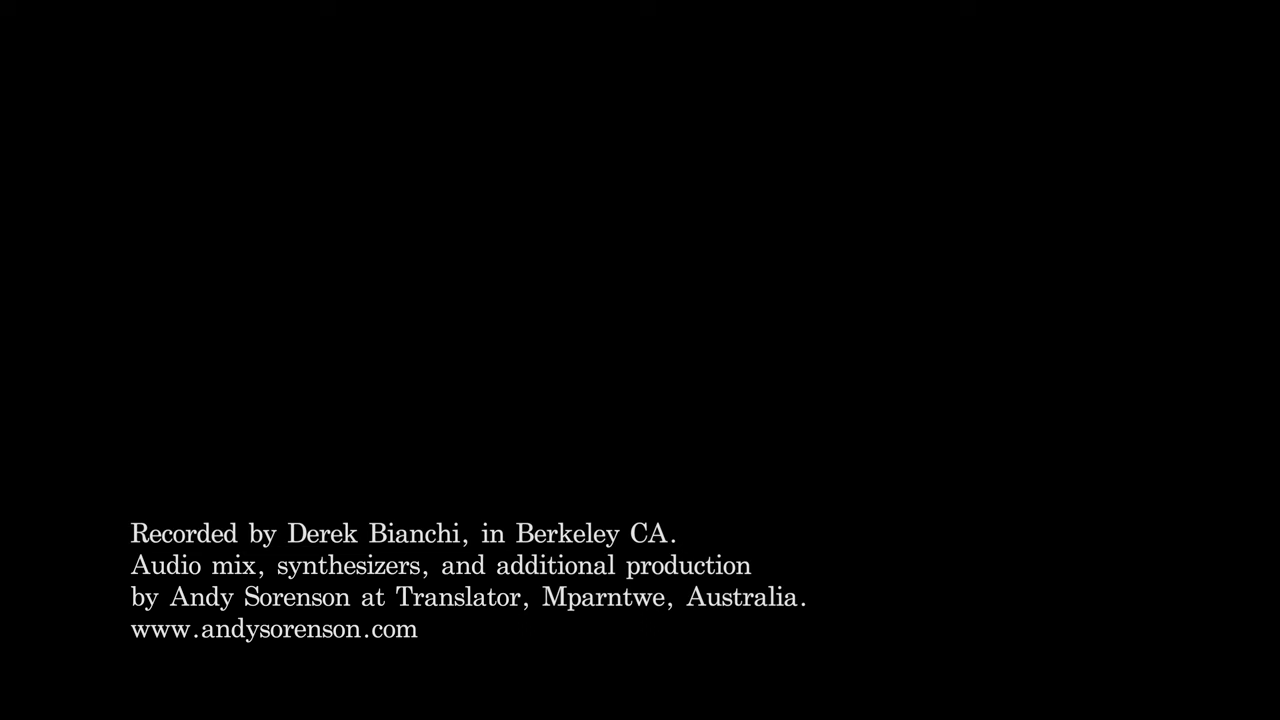 Recorded by Derek Bianchi, in Berkeley CA.
Audio mix, synthesizers, and additional production
by Andy Sorenson at Translator, Mparntwe, Australia.
www.andysorenson.com